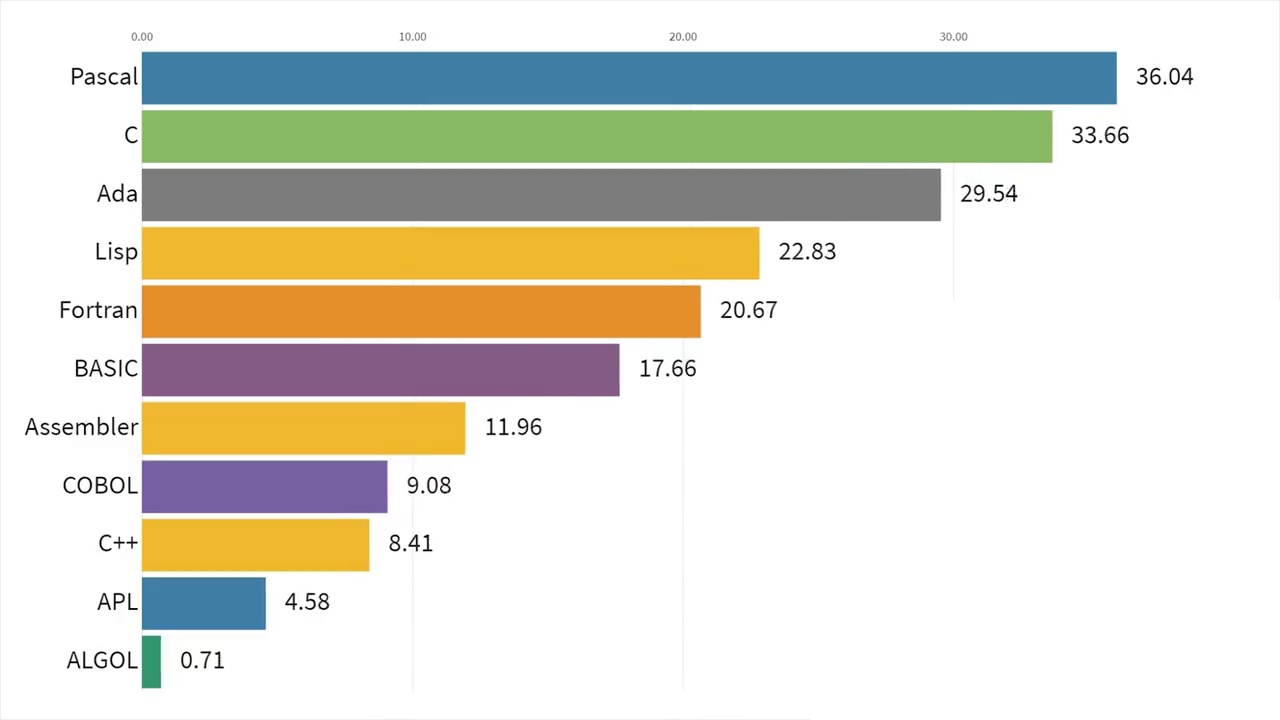 0.00 10.00 20.00 30.00
Pascal 36.04
C 33.66
Ada 29.54
Lisp 22.83
Fortran 20.67
BASIC 17.66
Assembler 11.96
COBOL 9.08
C++ 8.41
APL 4.58
ALGOL 0.71